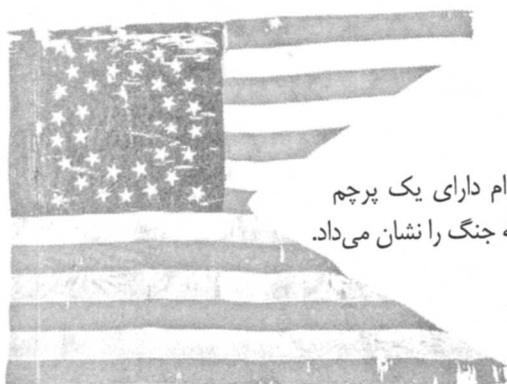 ام دارای یک پرچم
ه جنگ را نشان می‌داد.